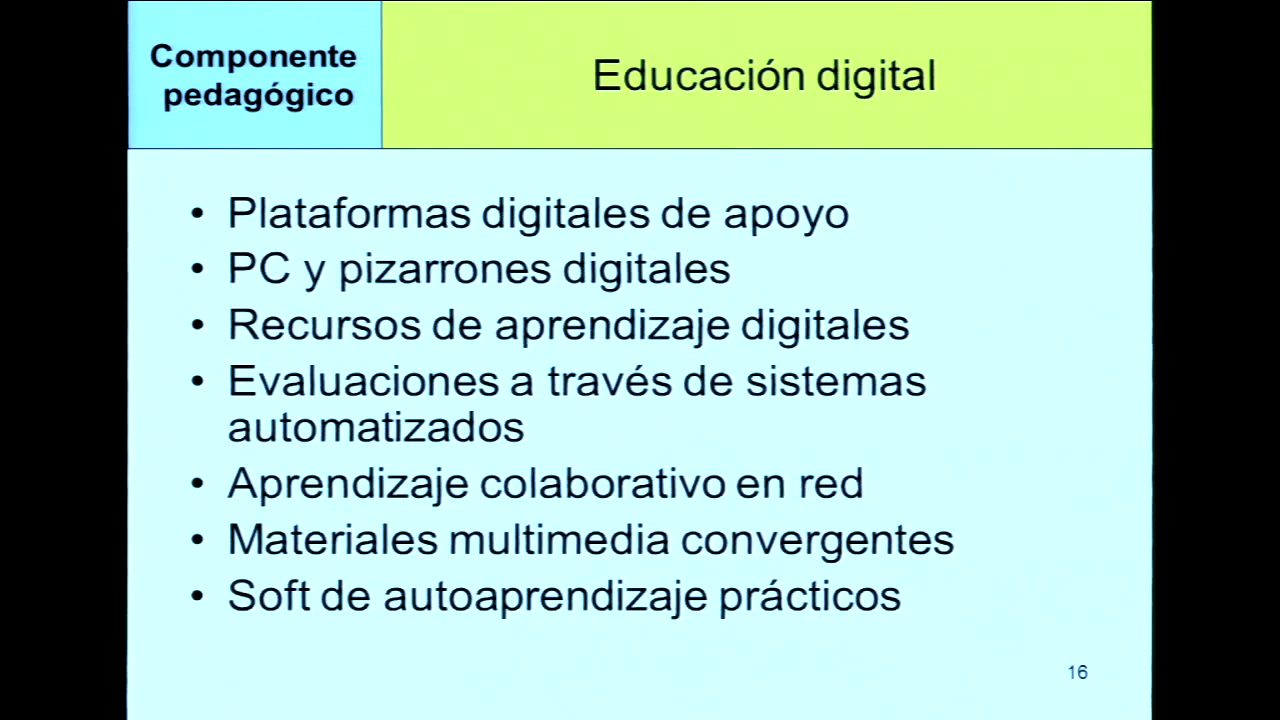 Componente
pedagógico
Educación digital
• Plataformas digitales de apoyo
• PC y pizarrones digitales
• Recursos de aprendizaje digitales
• Evaluaciones a través de sistemas
automatizados
• Aprendizaje colaborativo en red
• Materiales multimedia convergentes
• Soft de autoaprendizaje prácticos
16